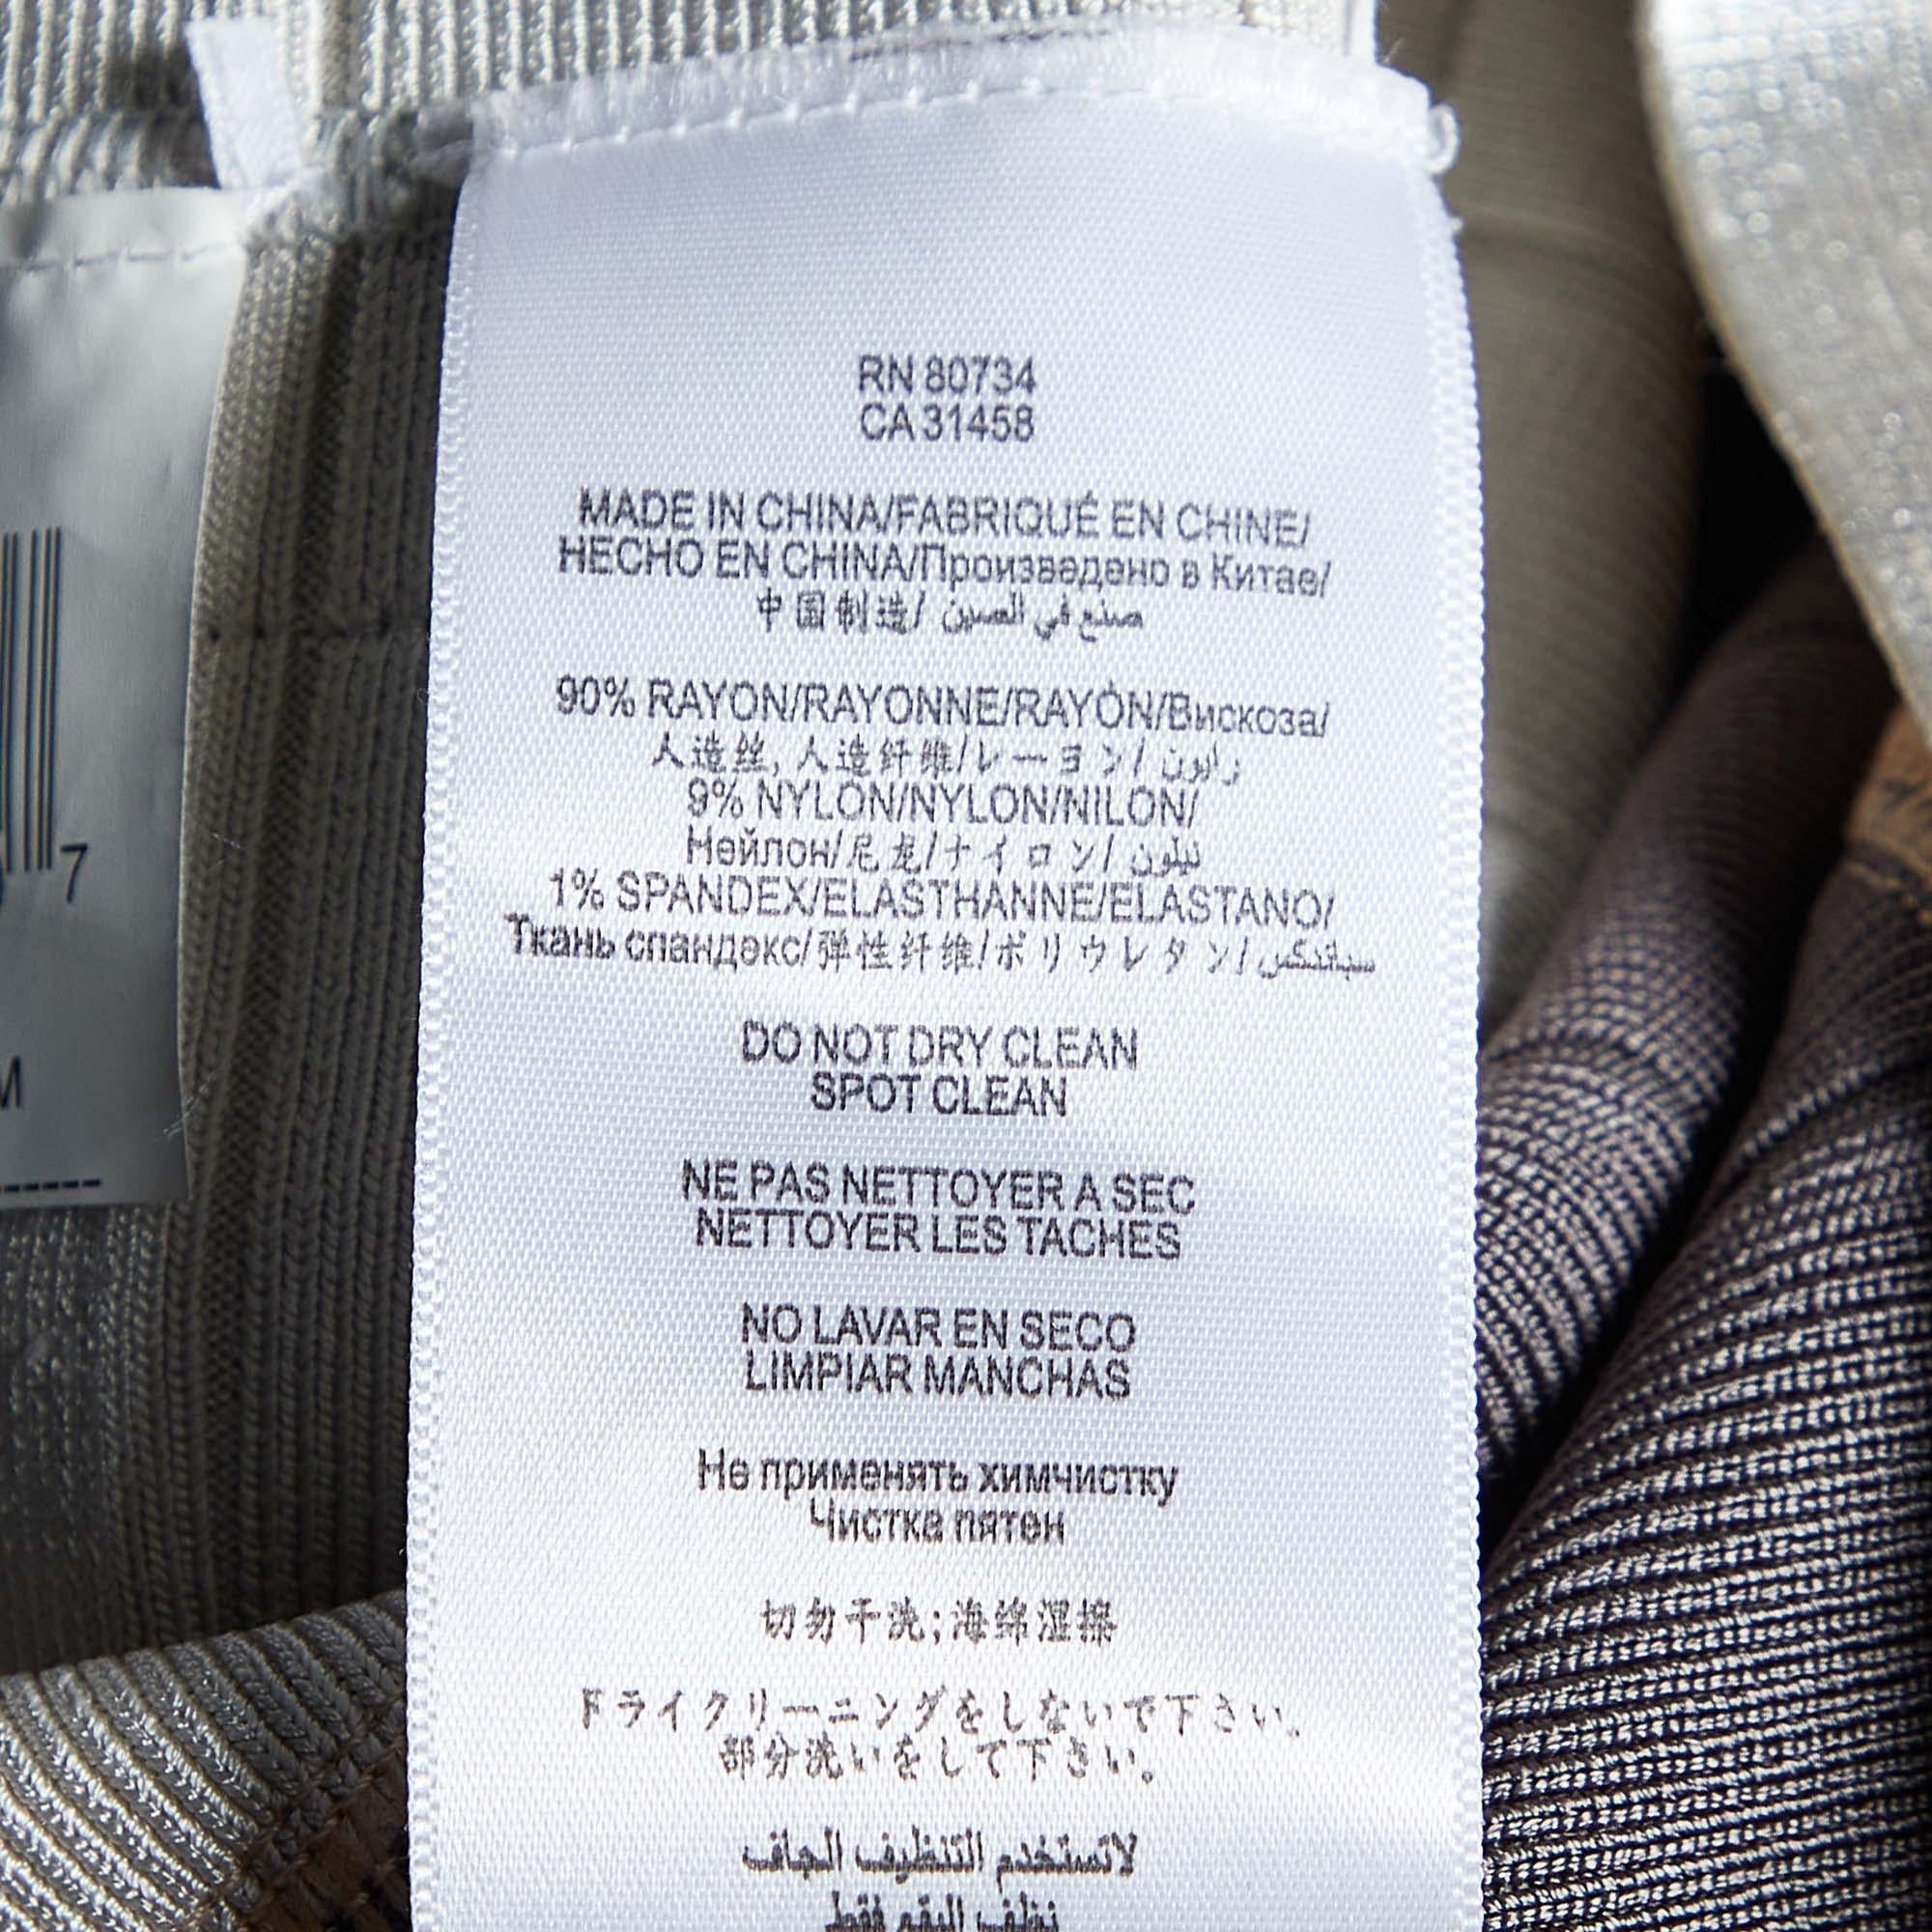 RN 80734
CA 31458
MADE IN CHINA/FABRIQUÉ EN CHINE/
HECHO EN CHINA/Произведено в Китае/
中国制造/ صنع في الصين
90% RAYON/RAYONNE/RAYÓN/Вискоза/
人造丝, 人造纤维/レーヨン/ رايون
9% NYLON/NYLON/NILON/
Нейлон/尼龙/ナイロン/ نيلون
1% SPANDEX/ELASTHANNE/ELASTANO/
Ткань спандекс/弹性纤维/ポリウレタン/ سباندكس
DO NOT DRY CLEAN
SPOT CLEAN
NE PAS NETTOYER A SEC
NETTOYER LES TACHES
NO LAVAR EN SECO
LIMPIAR MANCHAS
Не применять химчистку
Чистка пятен
切勿干洗;海绵湿擦
ドライクリーニングをしないで下さい。
部分洗いをして下さい。
لاتستخدم التنظيف الجاف
نظف البقع فقط
7
M